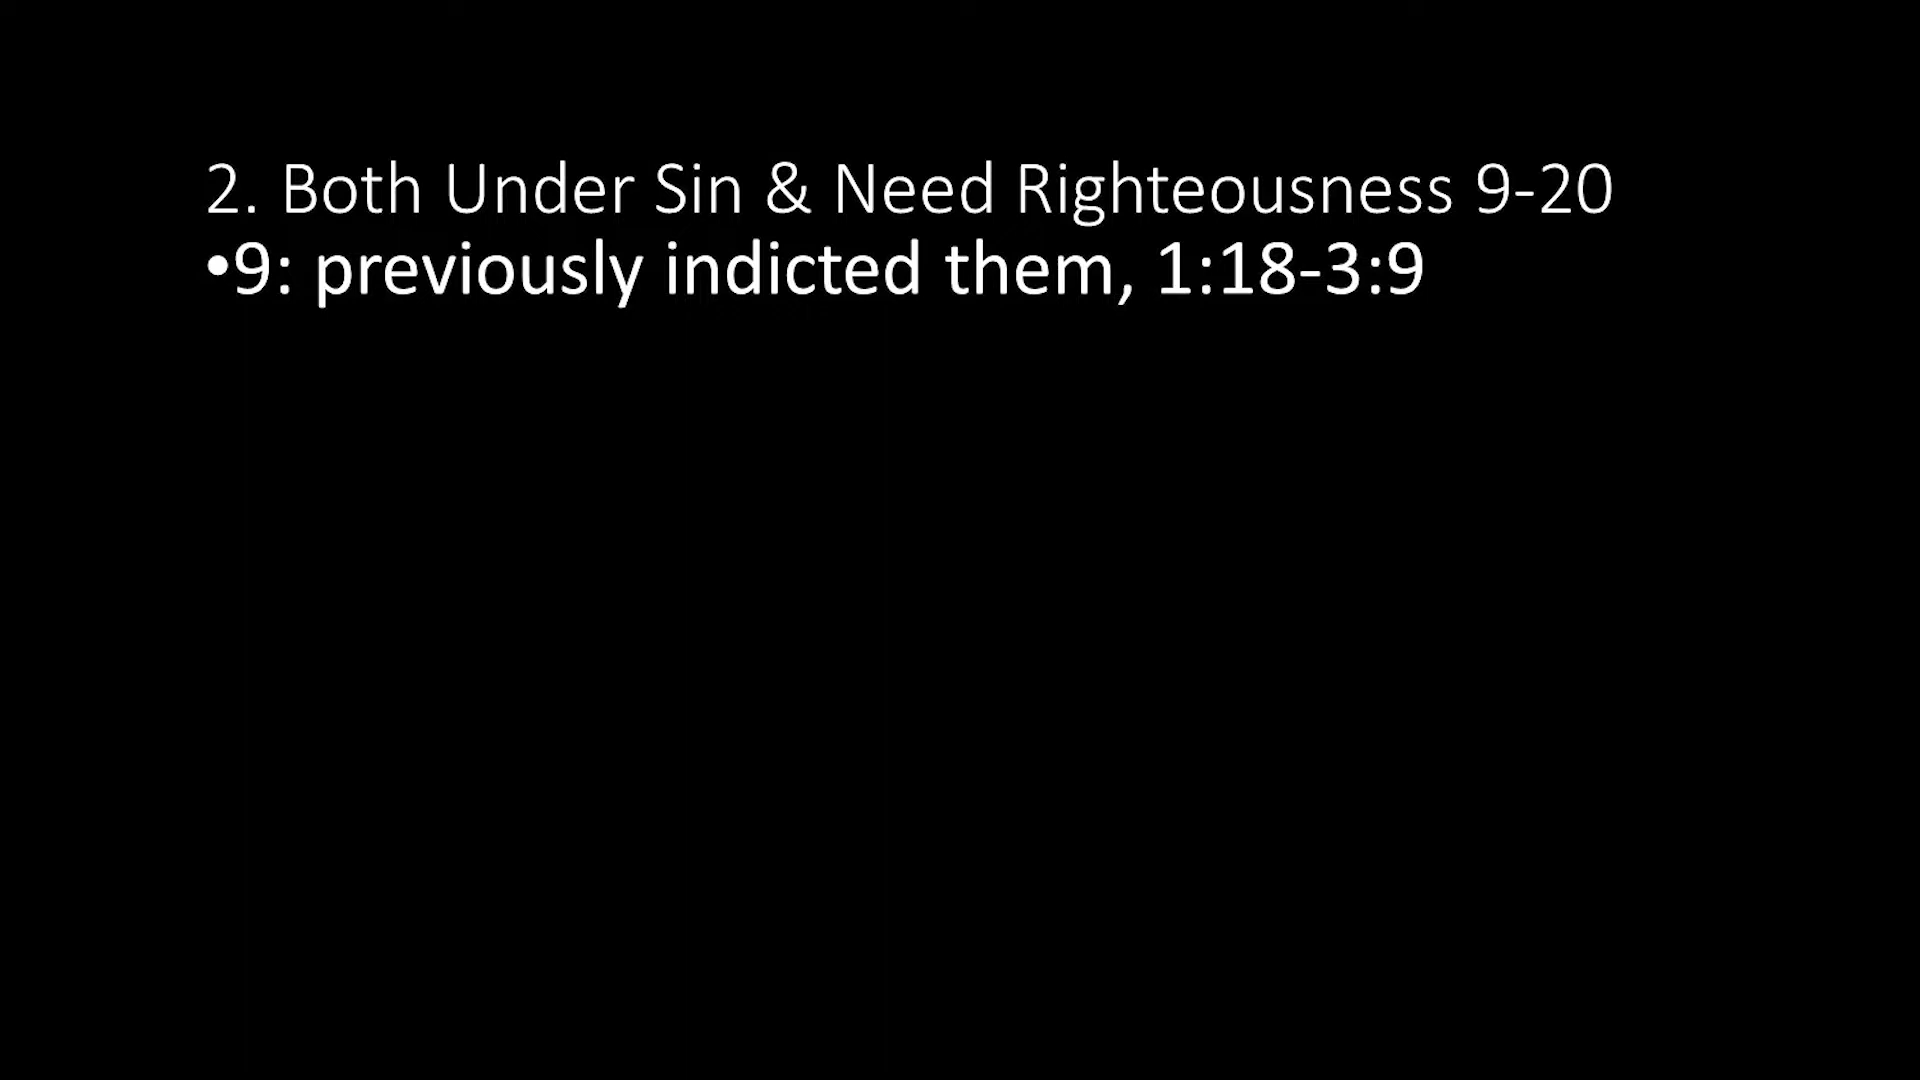 2. Both Under Sin & Need Righteousness 9-20
•9: previously indicted them, 1:18-3:9